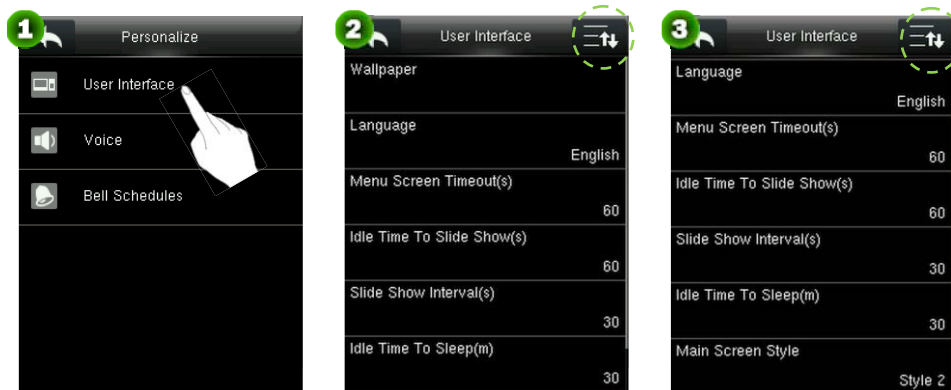 1
Personalize
User Interface
Voice
Bell Schedules
2
User Interface
Wallpaper
Language
English
Menu Screen Timeout(s)
60
Idle Time To Slide Show(s)
60
Slide Show Interval(s)
30
Idle Time To Sleep(m)
30
3
User Interface
Language
English
Menu Screen Timeout(s)
60
Idle Time To Slide Show(s)
60
Slide Show Interval(s)
30
Idle Time To Sleep(m)
30
Main Screen Style
Style 2